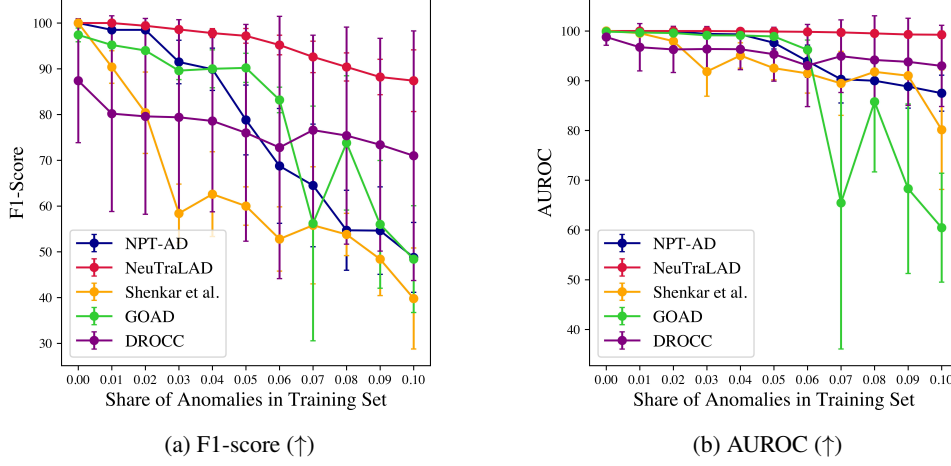 100
90
80
70
60
50
40
30
F1-Score
NPT-AD
NeuTraLAD
Shenkar et al.
GOAD
DROCC
0.00 0.01 0.02 0.03 0.04 0.05 0.06 0.07 0.08 0.09 0.10
Share of Anomalies in Training Set
(a) F1-score (↑)
100
90
80
70
60
50
40
AUROC
NPT-AD
NeuTraLAD
Shenkar et al.
GOAD
DROCC
0.00 0.01 0.02 0.03 0.04 0.05 0.06 0.07 0.08 0.09 0.10
Share of Anomalies in Training Set
(b) AUROC (↑)